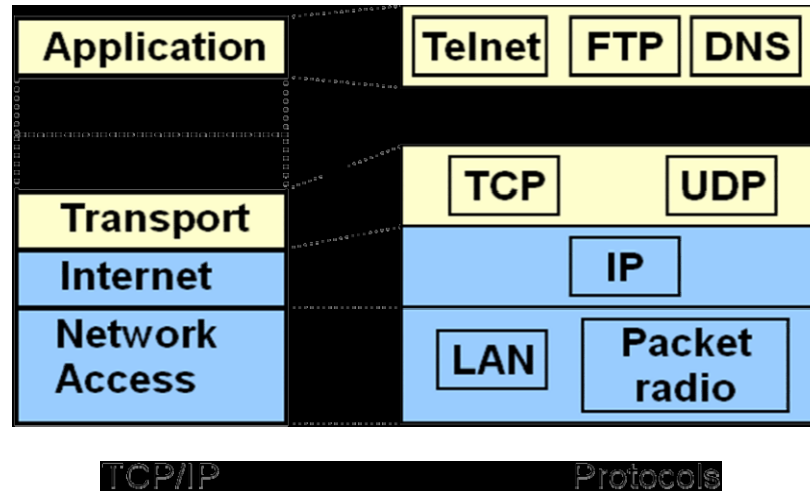 Application
Telnet FTP DNS
Transport
TCP UDP
Internet
IP
Network
Access
LAN
Packet
radio
TCP/IP
Protocols